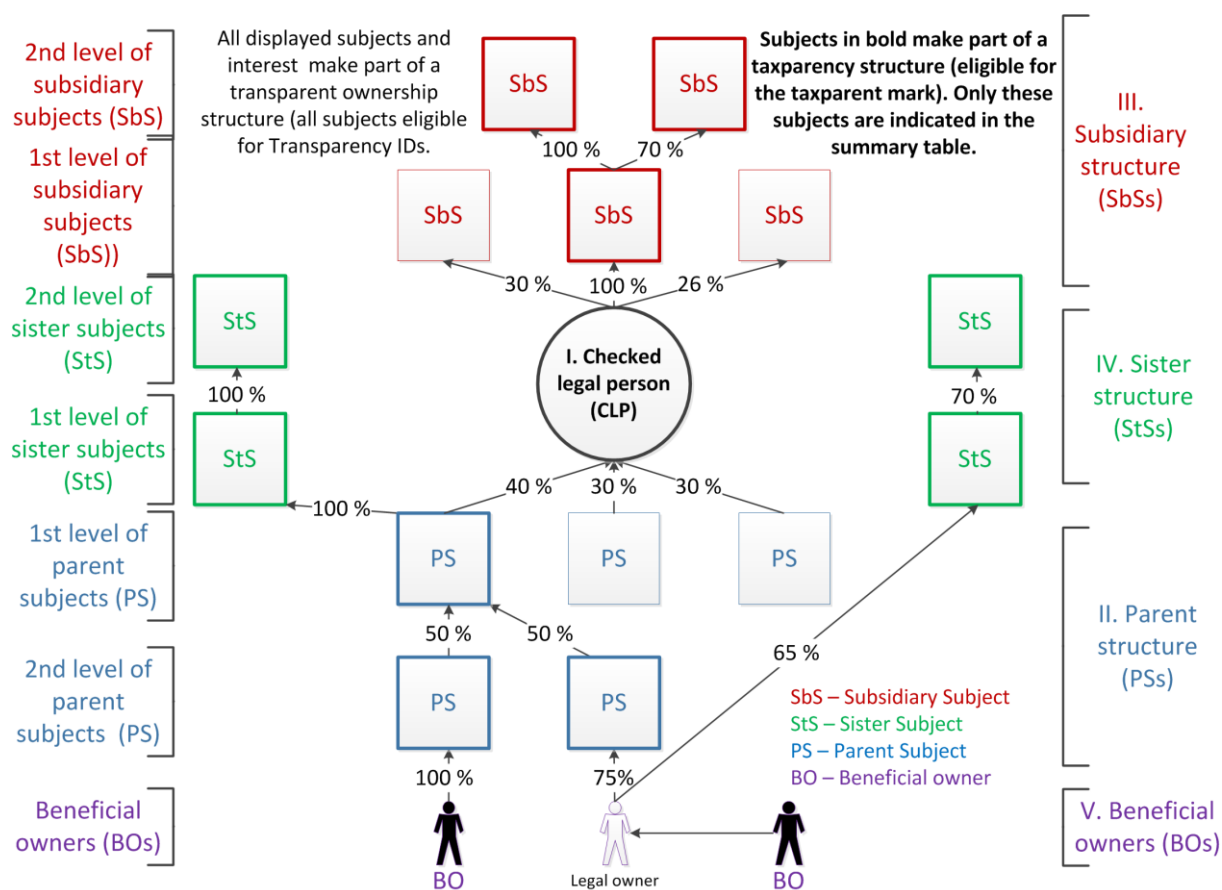 2nd level of
subsidiary
subjects (SbS)
1st level of
subsidiary
subjects
(SbS))
2nd level of
sister subjects
(StS)
1st level of
sister subjects
(StS)
1st level of
parent
subjects (PS)
2nd level of
parent
subjects (PS)
Beneficial
owners (BOs)
All displayed subjects and
interest make part of a
transparent ownership
structure (all subjects eligible
for Transparency IDs.
Subjects in bold make part of a
taxparency structure (eligible for
the taxparent mark). Only these
subjects are indicated in the
summary table.
SbS
SbS
100 %
70 %
SbS
SbS
SbS
30 %
100 %
26 %
StS
StS
I. Checked
legal person
(CLP)
100 %
70 %
StS
StS
40 %
30 %
30 %
100 %
PS
PS
PS
50 %
50 %
65 %
PS
PS
SbS – Subsidiary Subject
StS – Sister Subject
PS – Parent Subject
BO – Beneficial owner
100 %
75%
BO
Legal owner
BO
III.
Subsidiary
structure
(SbSs)
IV. Sister
structure
(StSs)
II. Parent
structure
(PSs)
V. Beneficial
owners (BOs)